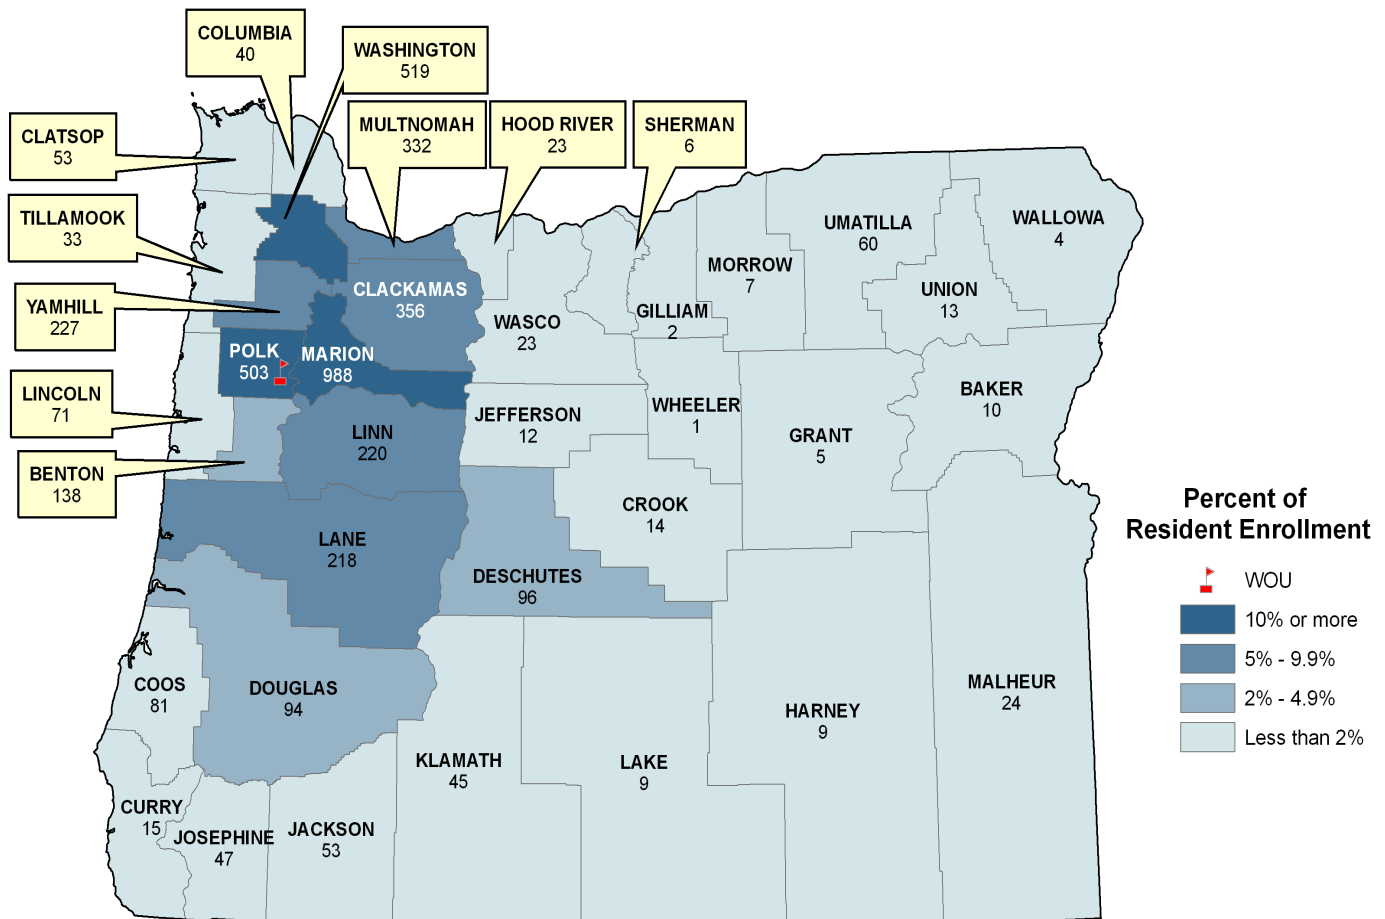 COLUMBIA
40
WASHINGTON
519
CLATSOP
53
MULTNOMAH
332
HOOD RIVER
23
SHERMAN
6
TILLAMOOK
33
YAMHILL
227
LINCOLN
71
BENTON
138
CLACKAMAS
356
POLK
503
MARION
988
LINN
220
LANE
218
WASCO
23
GILLIAM
2
MORROW
7
UMATILLA
60
WALLOWA
4
UNION
13
BAKER
10
JEFFERSON
12
WHEELER
1
GRANT
5
CROOK
14
DESCHUTES
96
COOS
81
DOUGLAS
94
CURRY
15
JOSEPHINE
47
JACKSON
53
KLAMATH
45
LAKE
9
HARNEY
9
MALHEUR
24
Percent of
Resident Enrollment
WOU
10% or more
5% - 9.9%
2% - 4.9%
Less than 2%